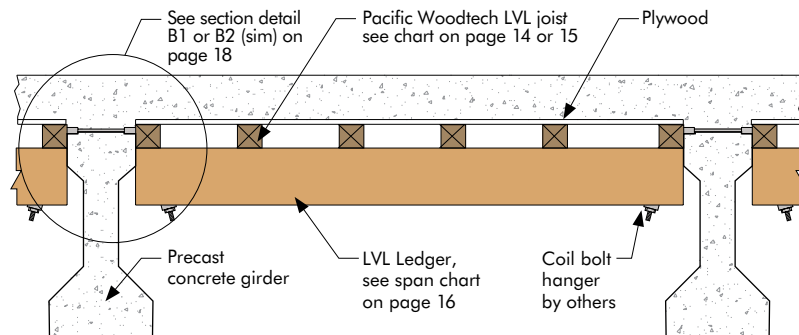 See section detail
B1 or B2 (sim) on
page 18
Pacific Woodtech LVL joist
see chart on page 14 or 15
Plywood
Precast
concrete girder
LVL Ledger,
see span chart
on page 16
Coil bolt
hanger
by others